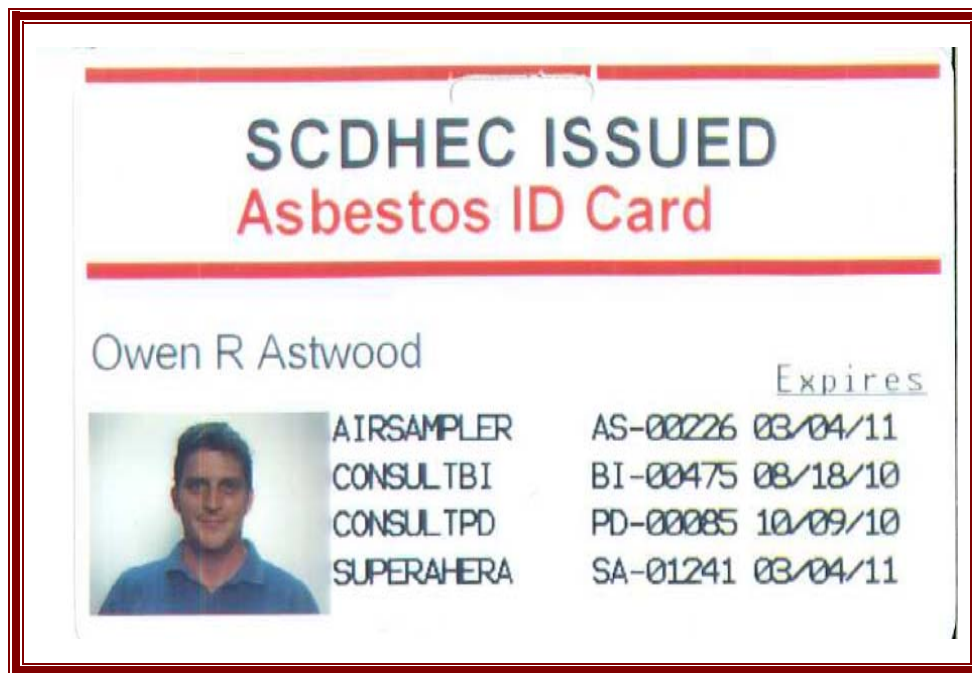 SCDHEC ISSUED
Asbestos ID Card
Owen R Astwood
Expires
AIRSAMPLER AS-00226 03/04/11
CONSULTBI BI-00475 08/18/10
CONSULTPD PD-00085 10/09/10
SUPERAHERA SA-01241 03/04/11